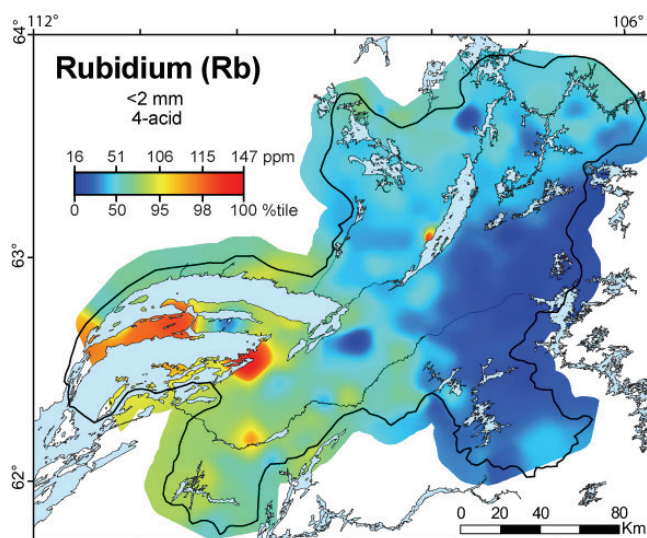 112°
106°
64°
Rubidium (Rb)
<2 mm
4-acid
16 51 106 115 147 ppm
0 50 95 98 100 %tile
63°
62°
0 20 40 60 80
Km